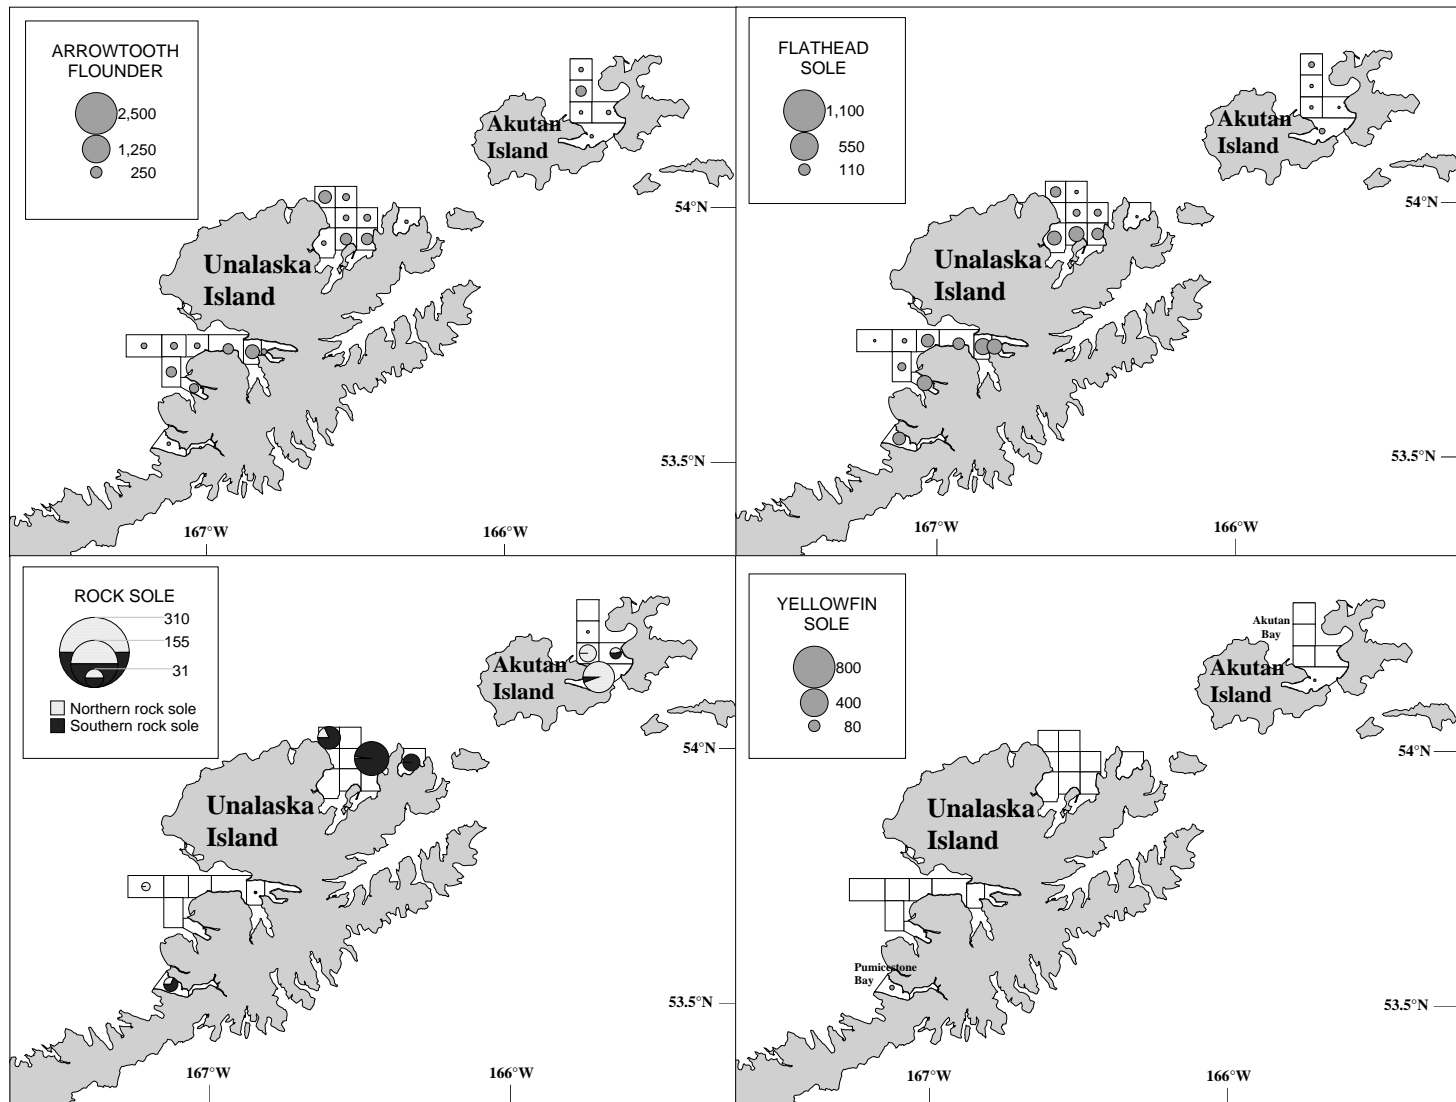 ARROWTOOTH
FLOUNDER
2,500
1,250
250
Akutan
Island
54°N
Unalaska
Island
53.5°N
167°W
166°W
FLATHEAD
SOLE
1,100
550
110
Akutan
Island
54°N
Unalaska
Island
53.5°N
167°W
166°W
ROCK SOLE
310
155
31
Northern rock sole
Southern rock sole
Akutan
Island
54°N
Unalaska
Island
53.5°N
167°W
166°W
YELLOWFIN
SOLE
800
400
80
Akutan
Bay
Akutan
Island
54°N
Unalaska
Island
Pumicestone
Bay
53.5°N
167°W
166°W